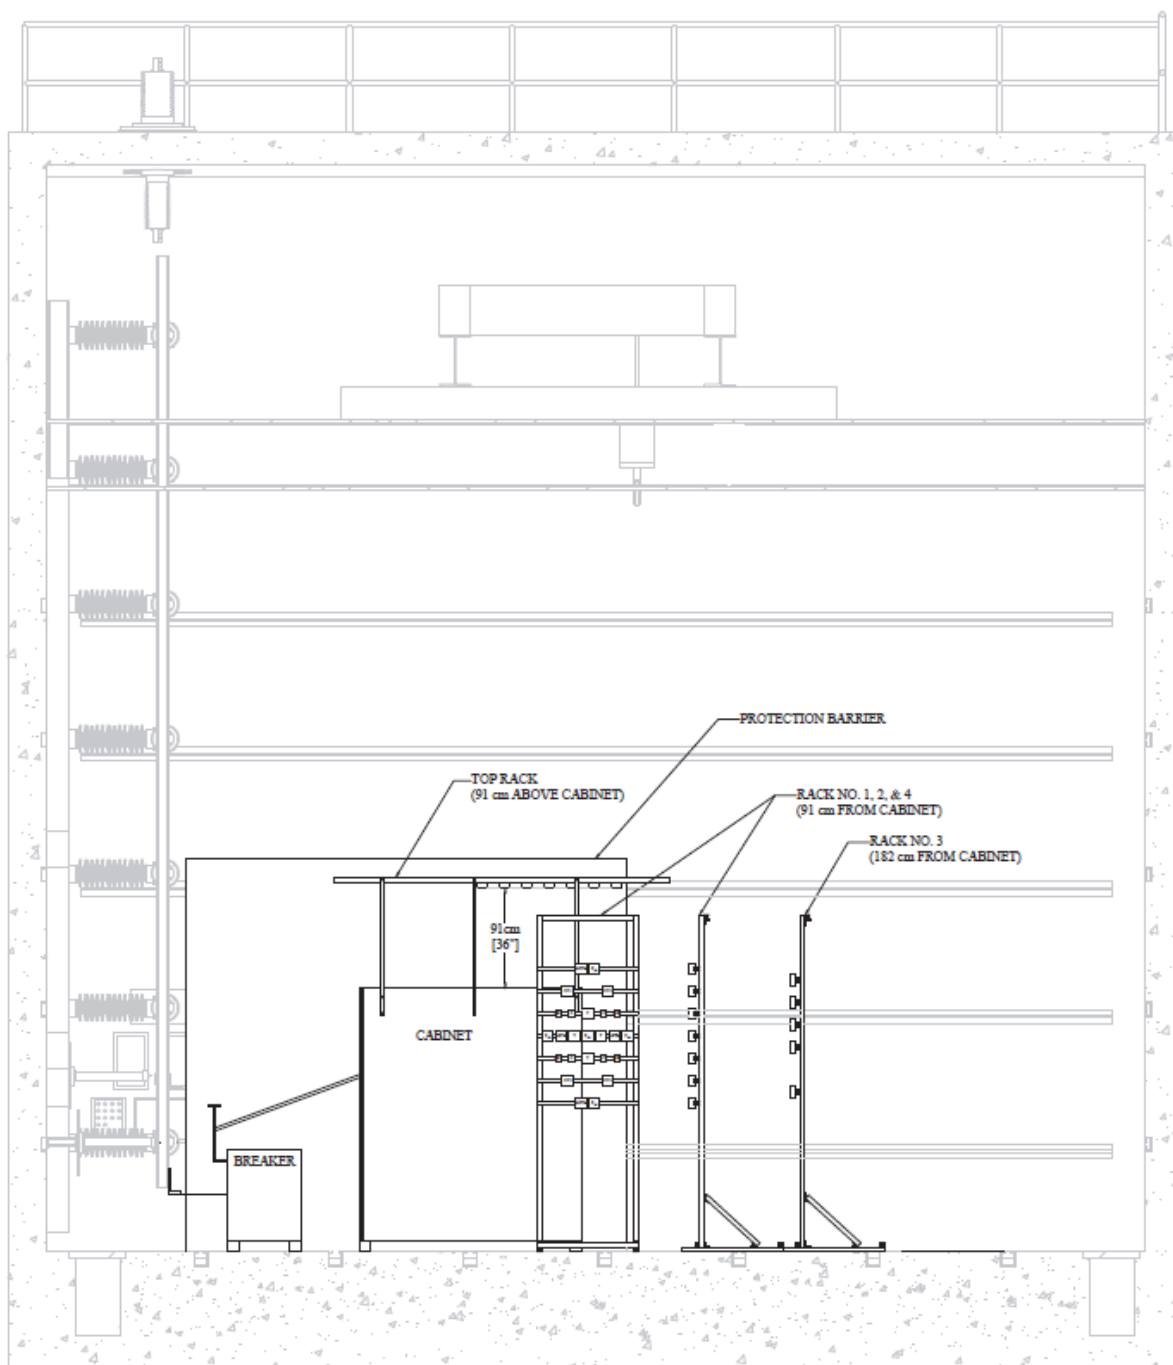 PROTECTION BARRIER
TOP RACK
(91 cm ABOVE CABINET)
RACK NO. 1, 2, & 4
(91 cm FROM CABINET)
RACK NO. 3
(182 cm FROM CABINET)
91cm
[36"]
CABINET
BREAKER